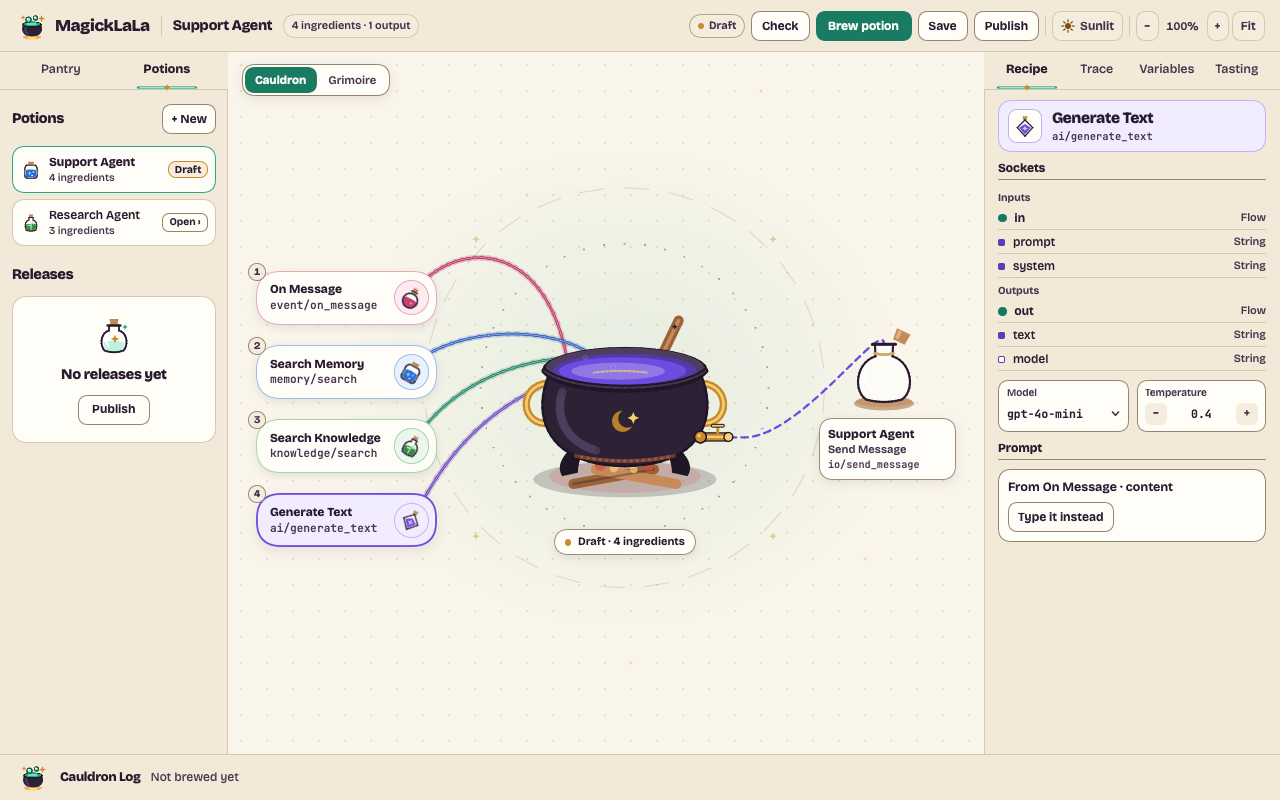 MagickLaLa
Support Agent
4 ingredients · 1 output
Draft
Check
Brew potion
Save
Publish
Sunlit
−
100%
+
Fit
Pantry
Potions
Potions
+ New
Support Agent
4 ingredients
Draft
Research Agent
3 ingredients
Open ›
Releases
No releases yet
Publish
Cauldron
Grimoire
1
On Message
event/on_message
2
Search Memory
memory/search
3
Search Knowledge
knowledge/search
4
Generate Text
ai/generate_text
Draft · 4 ingredients
Support Agent
Send Message
io/send_message
Recipe
Trace
Variables
Tasting
Generate Text
ai/generate_text
Sockets
Inputs
in Flow
prompt String
system String
Outputs
out Flow
text String
model String
Model
gpt-4o-mini
Temperature
− 0.4 +
Prompt
From On Message · content
Type it instead
Cauldron Log
Not brewed yet